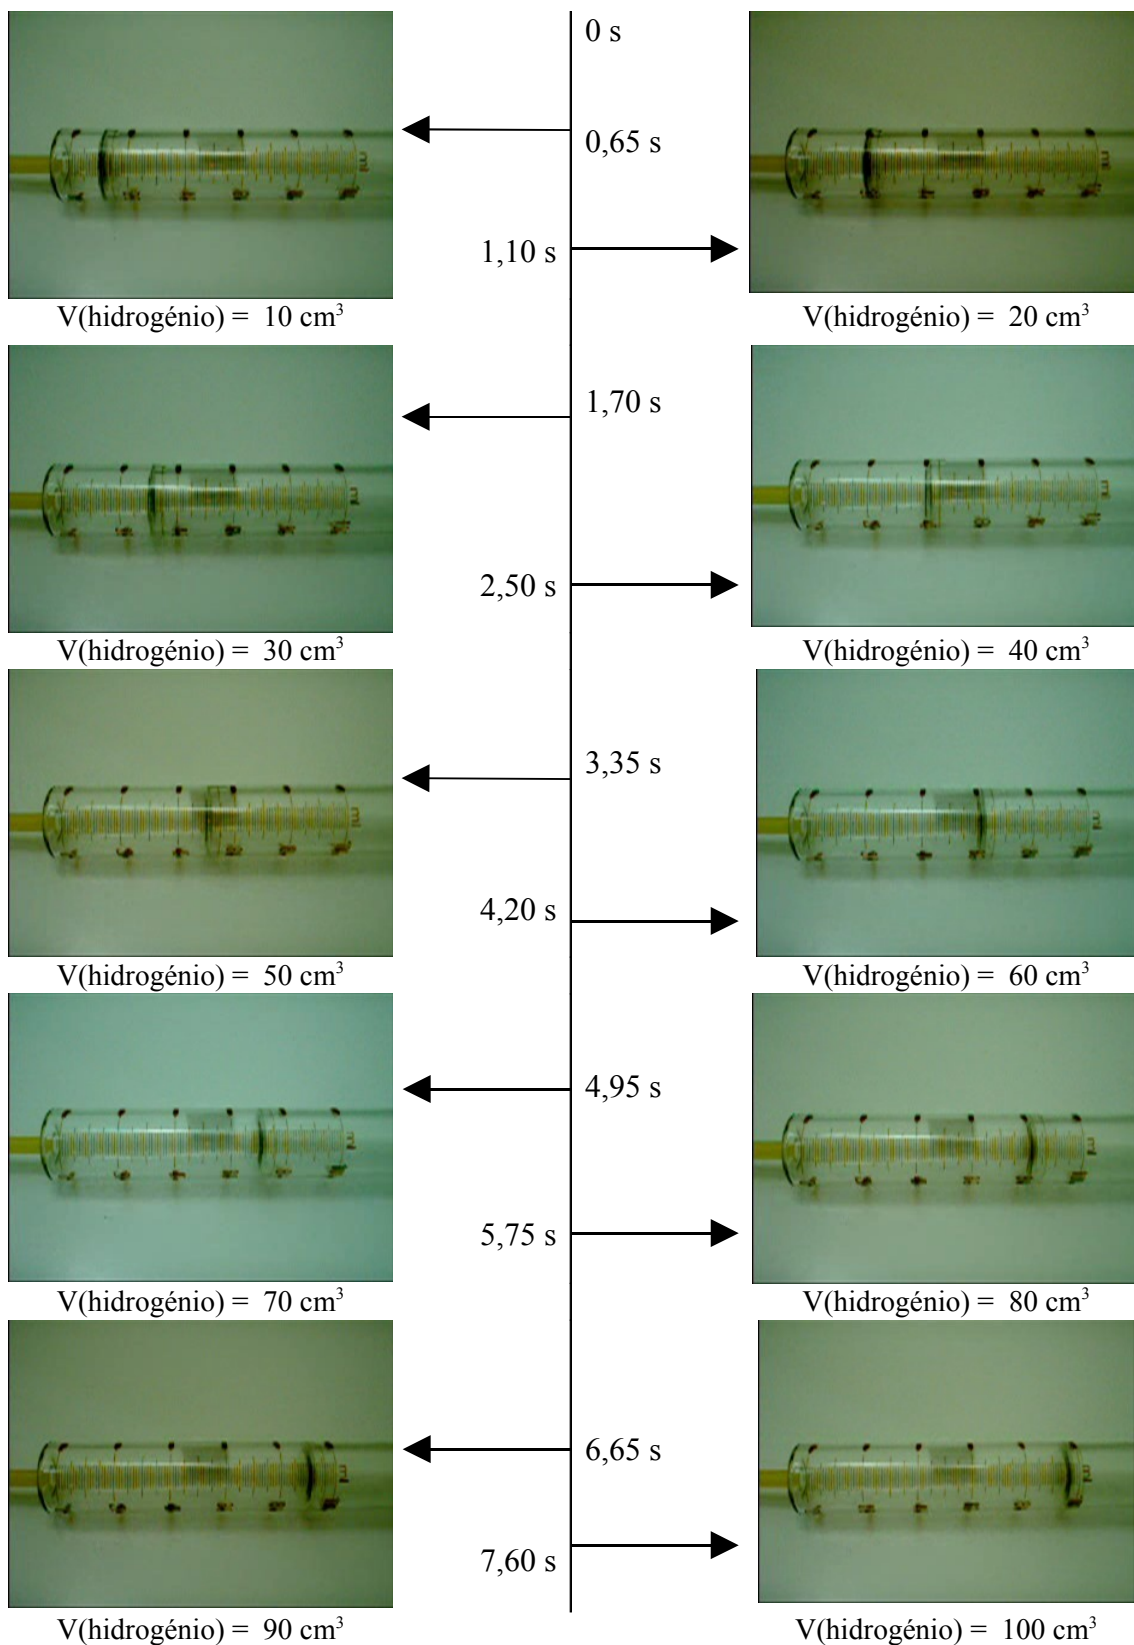 0 s
0,65 s
1,10 s
V(hidrogénio) = 10 cm³
V(hidrogénio) = 20 cm³
1,70 s
2,50 s
V(hidrogénio) = 30 cm³
V(hidrogénio) = 40 cm³
3,35 s
4,20 s
V(hidrogénio) = 50 cm³
V(hidrogénio) = 60 cm³
4,95 s
5,75 s
V(hidrogénio) = 70 cm³
V(hidrogénio) = 80 cm³
6,65 s
7,60 s
V(hidrogénio) = 90 cm³
V(hidrogénio) = 100 cm³